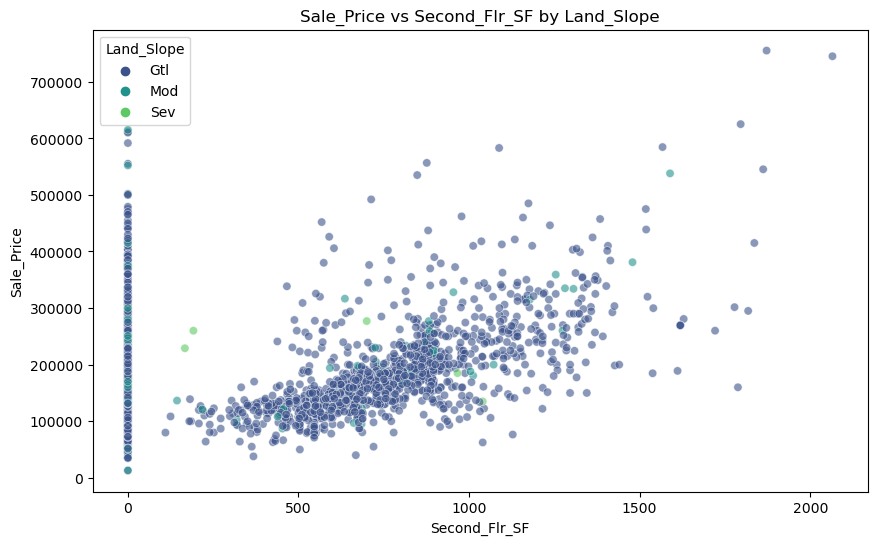 Sale_Price vs Second_Flr_SF by Land_Slope
Land_Slope
Gtl
Mod
Sev
700000
600000
500000
400000
300000
200000
100000
0
Sale_Price
0 500 1000 1500 2000
Second_Flr_SF